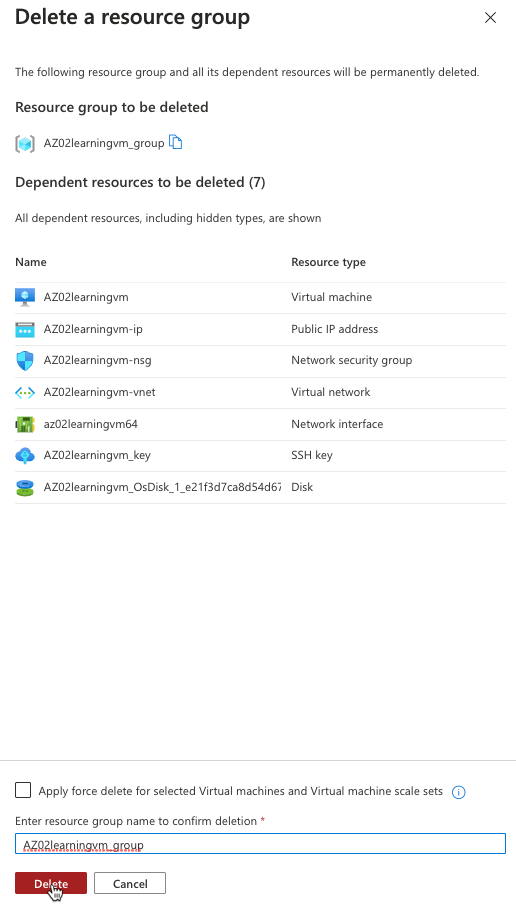 Delete a resource group
The following resource group and all its dependent resources will be permanently deleted.
Resource group to be deleted
AZ02learningvm_group
Dependent resources to be deleted (7)
All dependent resources, including hidden types, are shown
Name Resource type
AZ02learningvm Virtual machine
AZ02learningvm-ip Public IP address
AZ02learningvm-nsg Network security group
AZ02learningvm-vnet Virtual network
az02learningvm64 Network interface
AZ02learningvm_key SSH key
AZ02learningvm_OsDisk_1_e21f3d7ca8d54d67 Disk
Apply force delete for selected Virtual machines and Virtual machine scale sets
Enter resource group name to confirm deletion *
AZ02learningvm_group
Delete Cancel